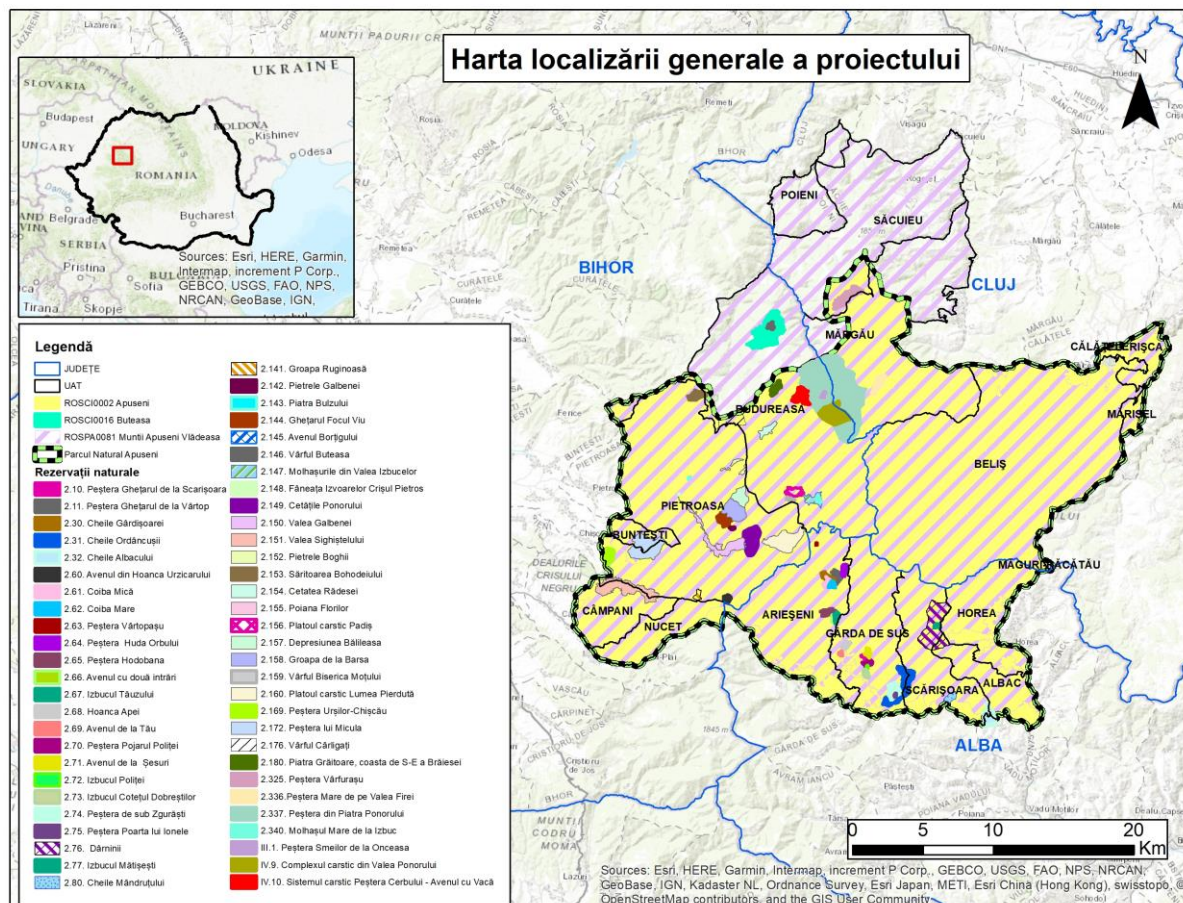 Harta localizării generale a proiectului
N
UKRAINE
SLOVAKIA
CARPATHIAN MOUNTAINS
Budapest
MOLDOVA
Kishinev
UNGARY
Odesa
ROMANIA
Danube
Belgrade
Bucharest
SERBIA
Pristina
BULGARIA
Sofia
Tirana
Skopje
Istanbul
Sources: Esri, HERE, Garmin,
Intermap, increment P Corp.,
GEBCO, USGS, FAO, NPS,
NRCAN, GeoBase, IGN,
Legendă
JUDEȚE
UAT
ROSCI0002 Apuseni
ROSCI0016 Buteasa
ROSPA0081 Muntii Apuseni Vlădeasa
Parcul Natural Apuseni
Rezervații naturale
2.10. Peștera Ghețarul de la Scarișoara
2.11. Peștera Ghețarul de la Vârtop
2.30. Cheile Gârdișoarei
2.31. Cheile Ordâncușii
2.32. Cheile Albacului
2.60. Avenul din Hoanca Urzicarului
2.61. Coiba Mică
2.62. Coiba Mare
2.63. Peștera Vârtopașu
2.64. Peștera Huda Orbului
2.65. Peștera Hodobana
2.66. Avenul cu două intrări
2.67. Izbucul Tăuzului
2.68. Hoanca Apei
2.69. Avenul de la Tău
2.70. Peștera Pojarul Poliței
2.71. Avenul de la Șesuri
2.72. Izbucul Poliței
2.73. Izbucul Cotețul Dobreștilor
2.74. Peștera de sub Zgurăști
2.75. Peștera Poarta lui Ionele
2.76. Dârninii
2.77. Izbucul Mătișești
2.80. Cheile Mândruțului
2.141. Groapa Ruginoasă
2.142. Pietrele Galbenei
2.143. Piatra Bulzului
2.144. Ghețarul Focul Viu
2.145. Avenul Borțigului
2.146. Vârful Buteasa
2.147. Molhașurile din Valea Izbucelor
2.148. Fâneața Izvoarelor Crișul Pietros
2.149. Cetățile Ponorului
2.150. Valea Galbenei
2.151. Valea Sighiștelului
2.152. Pietrele Boghii
2.153. Săritoarea Bohodeiului
2.154. Cetatea Rădesei
2.155. Poiana Florilor
2.156. Platoul carstic Padiș
2.157. Depresiunea Bălileasa
2.158. Groapa de la Barsa
2.159. Vârful Biserica Moțului
2.160. Platoul carstic Lumea Pierdută
2.169. Peștera Urșilor-Chișcău
2.172. Peștera lui Micula
2.176. Vârful Cârligați
2.180. Piatra Grăitoare, coasta de S-E a Brăiesei
2.325. Peștera Vârfurașu
2.336. Peștera Mare de pe Valea Firei
2.337. Peștera din Piatra Ponorului
2.340. Molhașul Mare de la Izbuc
III.1. Peștera Smeilor de la Onceasa
IV.9. Complexul carstic din Valea Ponorului
IV.10. Sistemul carstic Peștera Cerbului - Avenul cu Vacă
BIHOR
CLUJ
ALBA
POIENI
SĂCUIEU
MĂRGĂU
CĂLĂȚELE
RIȘCA
MĂRIȘEL
BUDUREASA
BELIȘ
PIETROASA
BUNTEȘTI
MĂGURI-RĂCĂTĂU
CÂMPANI
NUCET
ARIEȘENI
GÂRDA DE SUS
HOREA
SCĂRIȘOARA
ALBAC
0 5 10 20
Km
Sources: Esri, HERE, Garmin, Intermap, increment P Corp., GEBCO, USGS, FAO, NPS, NRCAN,
GeoBase, IGN, Kadaster NL, Ordnance Survey, Esri Japan, METI, Esri China (Hong Kong), swisstopo, ©
OpenStreetMap contributors, and the GIS User Community